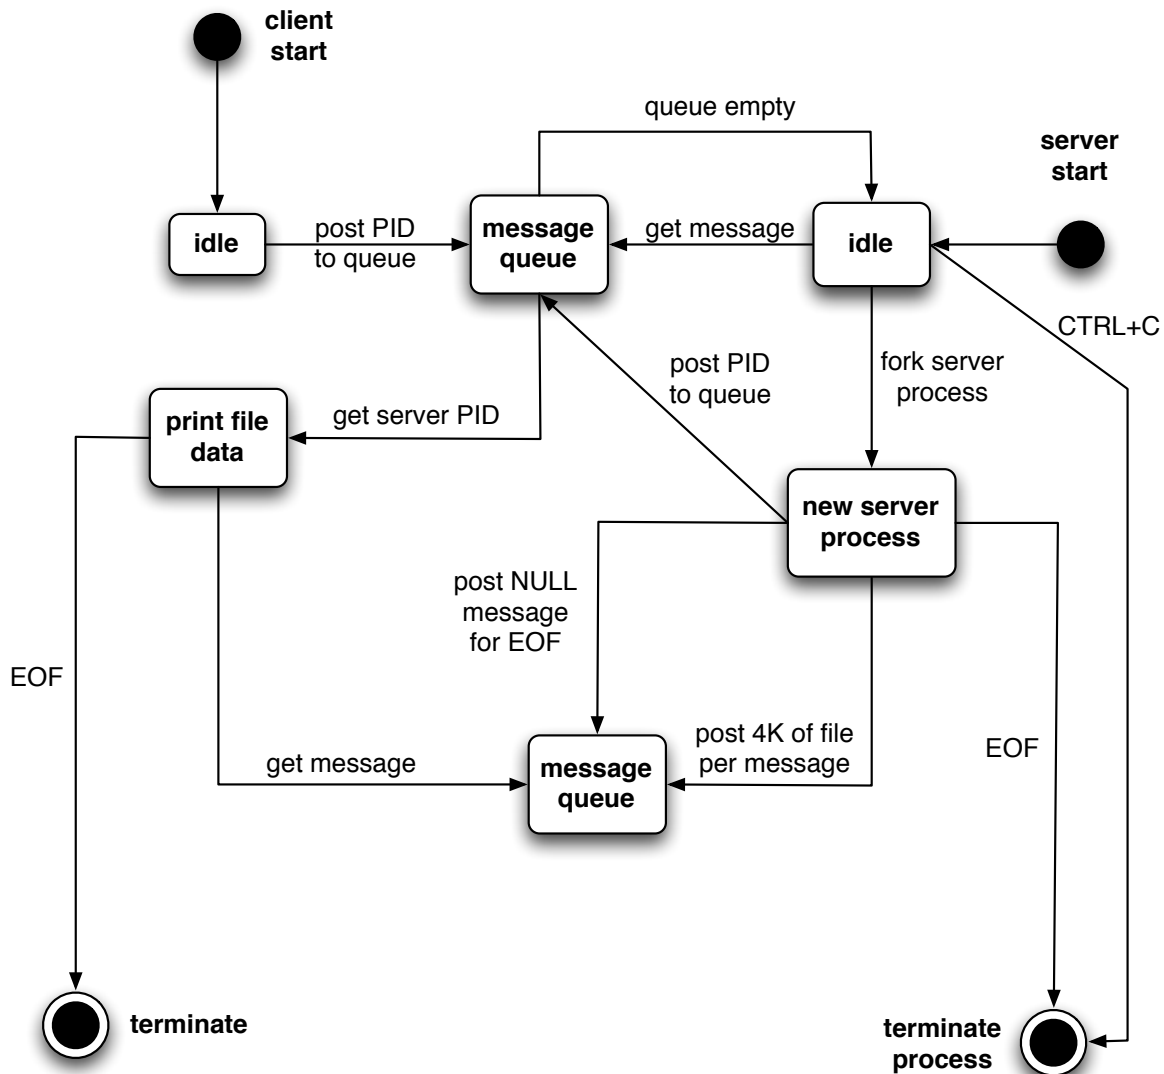 client
start
queue empty
server
start
idle
post PID
to queue
message
queue
get message
idle
CTRL+C
post PID
to queue
fork server
process
print file
data
get server PID
new server
process
post NULL
message
for EOF
EOF
get message
message
queue
post 4K of file
per message
EOF
terminate
terminate
process